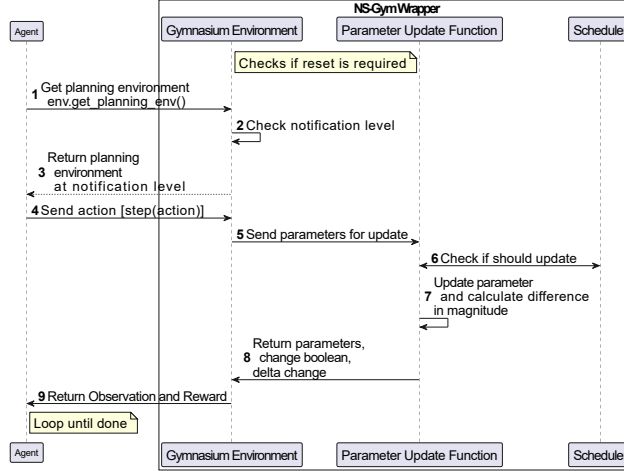 NS-Gym Wrapper
Agent
Gymnasium Environment
Parameter Update Function
Schedule
Checks if reset is required
1 Get planning environment
env.get_planning_env()
2 Check notification level
Return planning
3 environment
at notification level
4 Send action [step(action)]
5 Send parameters for update
6 Check if should update
Update parameter
7 and calculate difference
in magnitude
Return parameters,
8 change boolean,
delta change
9 Return Observation and Reward
Loop until done
Agent
Gymnasium Environment
Parameter Update Function
Schedule